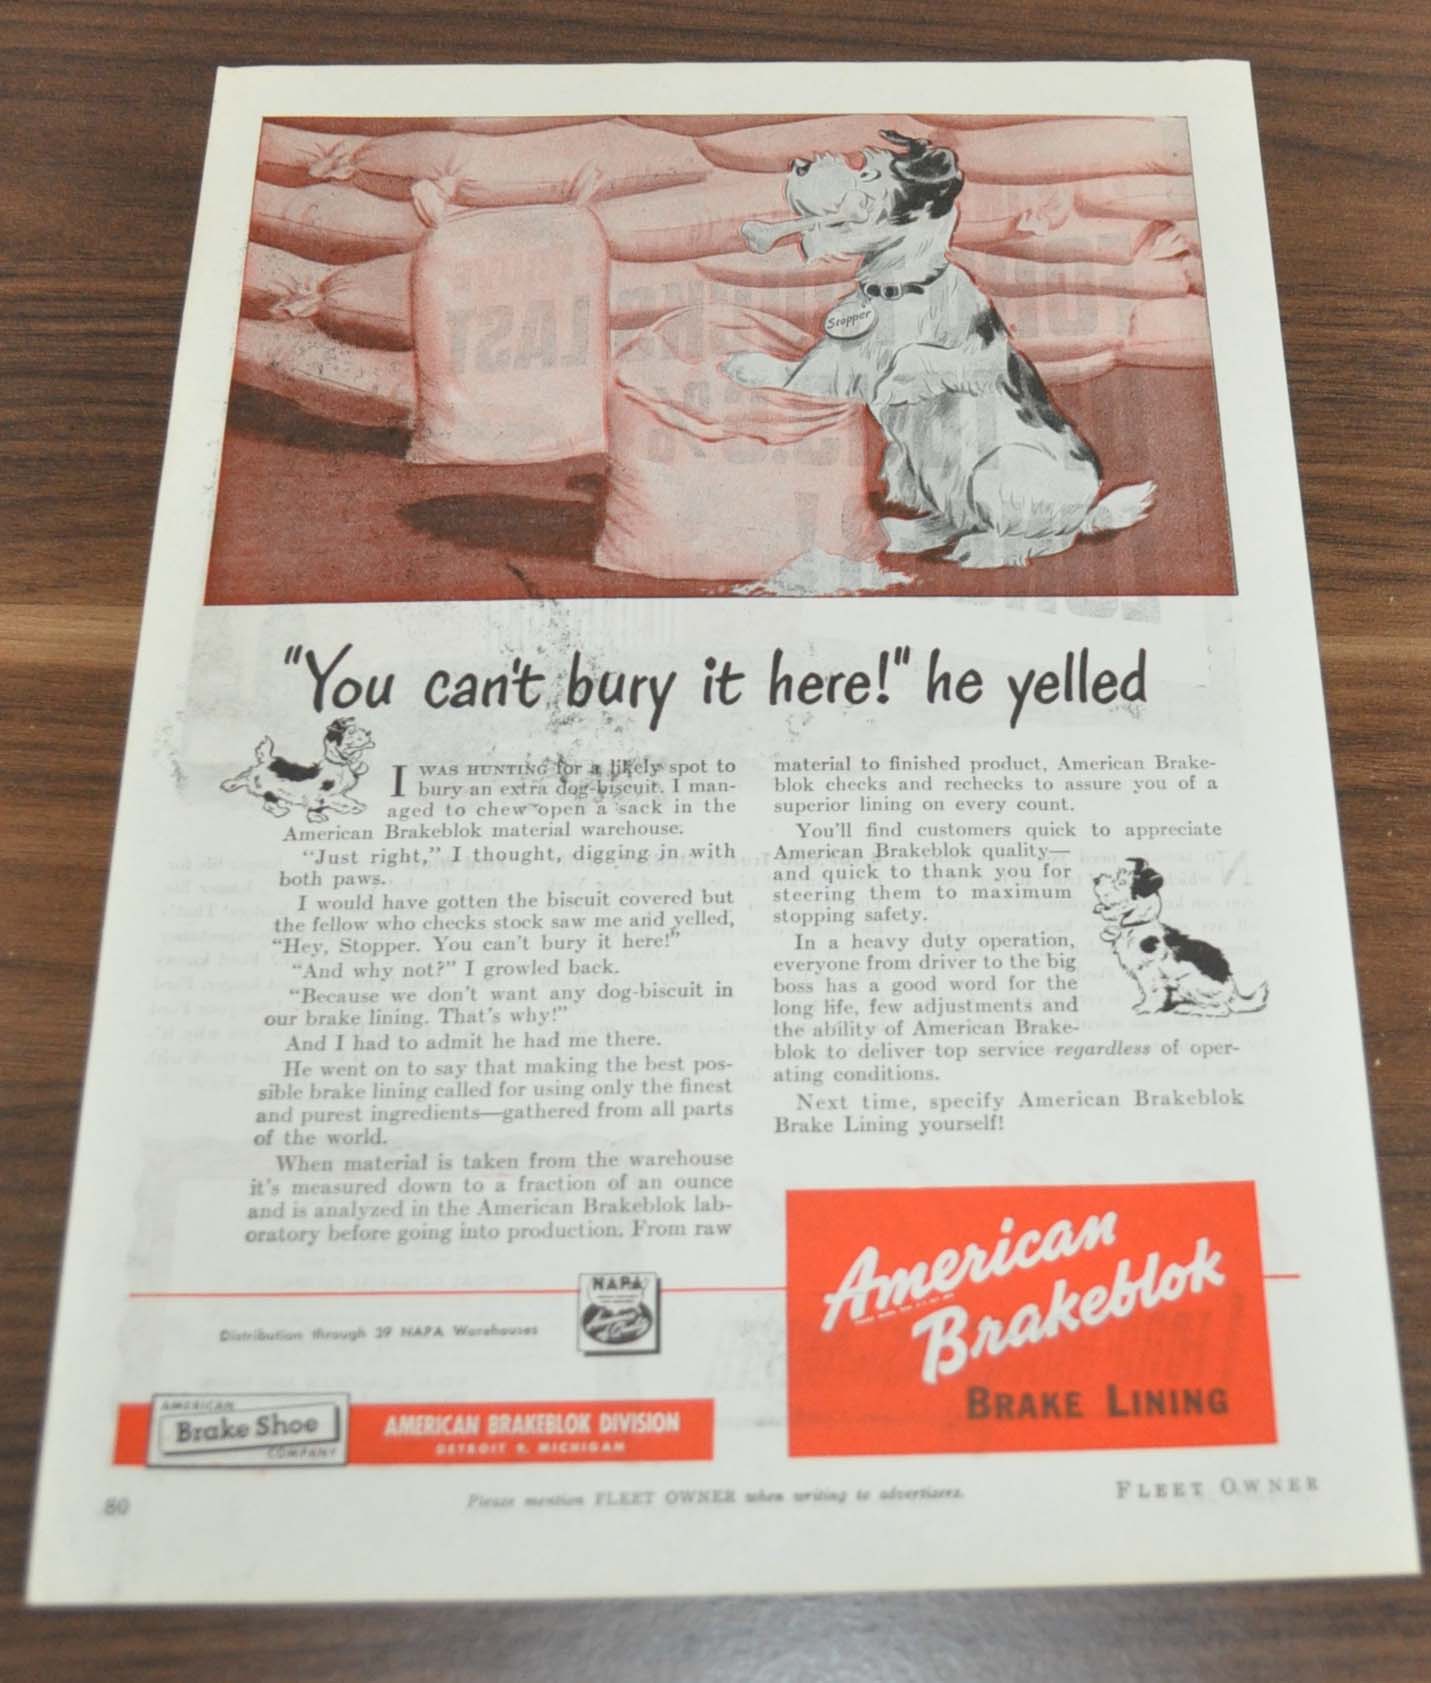 Stopper
"You can't bury it here!" he yelled
I WAS HUNTING for a likely spot to
bury an extra dog-biscuit. I man-
aged to chew open a sack in the
American Brakeblok material warehouse.
"Just right," I thought, digging in with
both paws.
I would have gotten the biscuit covered but
the fellow who checks stock saw me and yelled,
"Hey, Stopper. You can't bury it here!"
"And why not?" I growled back.
"Because we don't want any dog-biscuit in
our brake lining. That's why!"
And I had to admit he had me there.
He went on to say that making the best pos-
sible brake lining called for using only the finest
and purest ingredients—gathered from all parts
of the world.
When material is taken from the warehouse
it's measured down to a fraction of an ounce
and is analyzed in the American Brakeblok lab-
oratory before going into production. From raw
material to finished product, American Brake-
blok checks and rechecks to assure you of a
superior lining on every count.
You'll find customers quick to appreciate
American Brakeblok quality—
and quick to thank you for
steering them to maximum
stopping safety.
In a heavy duty operation,
everyone from driver to the big
boss has a good word for the
long life, few adjustments and
the ability of American Brake-
blok to deliver top service regardless of oper-
ating conditions.
Next time, specify American Brakeblok
Brake Lining yourself!
Distribution through 39 NAPA Warehouses
NAPA
American
Brakeblok
BRAKE LINING
AMERICAN
Brake Shoe
COMPANY
AMERICAN BRAKEBLOK DIVISION
DETROIT 9, MICHIGAN
80
Please mention FLEET OWNER when writing to advertisers.
FLEET OWNER